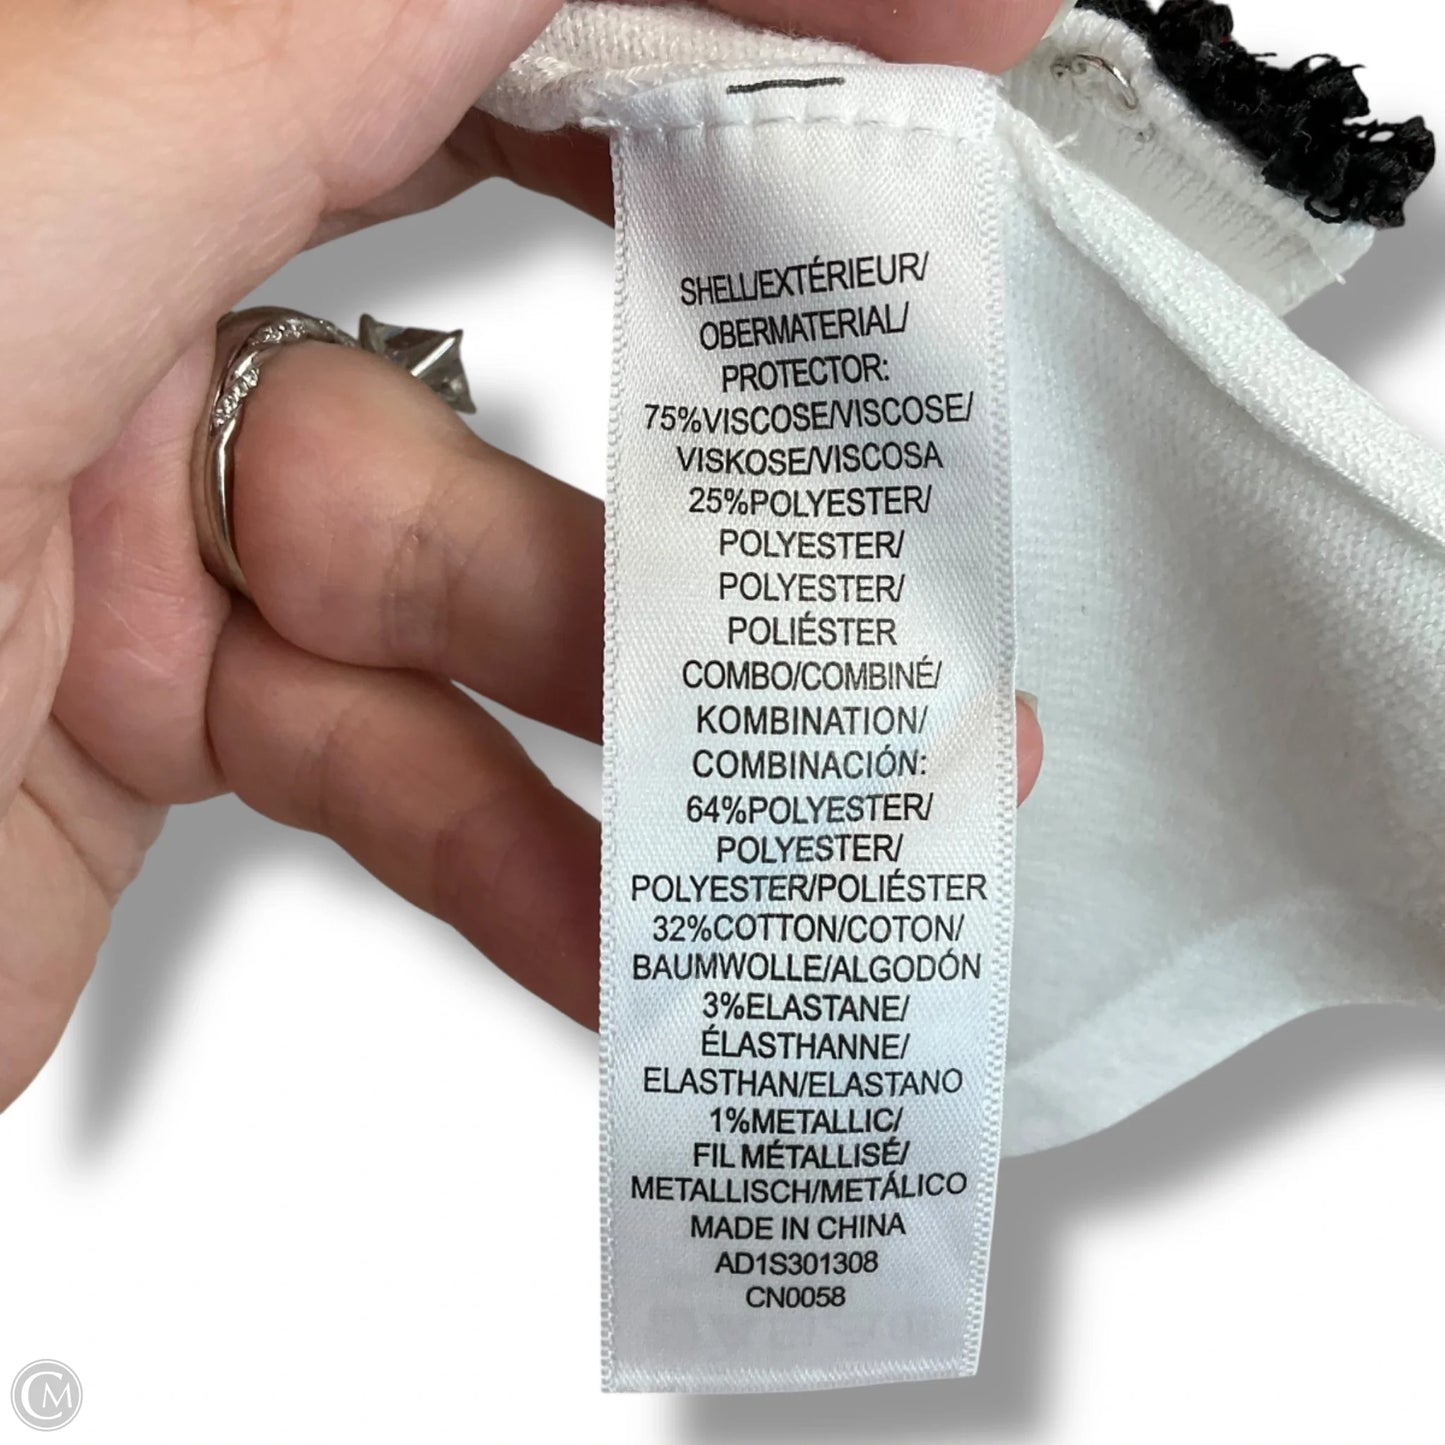 SHELL/EXTÉRIEUR/
OBERMATERIAL/
PROTECTOR:
75%VISCOSE/VISCOSE/
VISKOSE/VISCOSA
25%POLYESTER/
POLYESTER/
POLYESTER/
POLIÉSTER
COMBO/COMBINÉ/
KOMBINATION/
COMBINACIÓN:
64%POLYESTER/
POLYESTER/
POLYESTER/POLIÉSTER
32%COTTON/COTON/
BAUMWOLLE/ALGODÓN
3%ELASTANE/
ÉLASTHANNE/
ELASTHAN/ELASTANO
1%METALLIC/
FIL MÉTALLISÉ/
METALLISCH/METÁLICO
MADE IN CHINA
AD1S301308
CN0058
CM